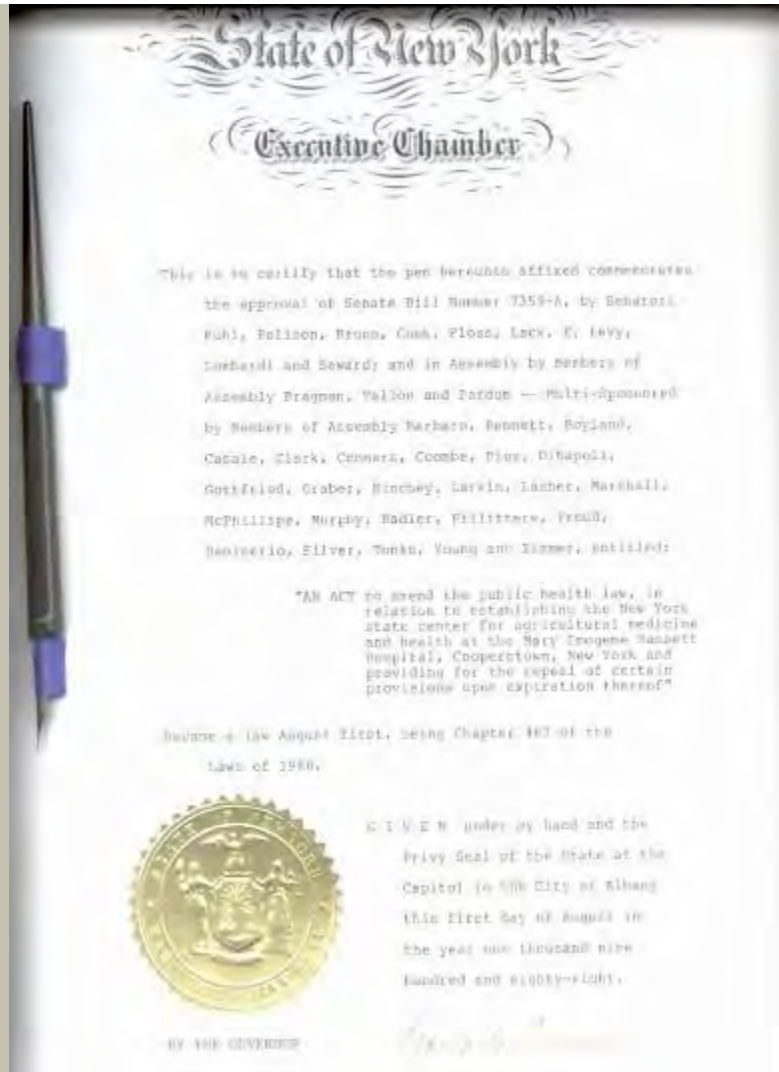 State of New York
Executive Chamber
This is to certify that the pen hereunto affixed commemorates
the approval of Senate Bill Number 7359-A, by Senators
Kuhl, Bruno, Cook, Lack, Levy,
Lombardi and Seward; and in Assembly by Members of
Assembly Bragman, and Pardum -- Multi-Sponsored
by Members of Assembly Barbaro, Bennett, Boyland,
Casale, Clark, Connors, Coombe, DiNapoli,
Gottfried, Graber, Hinchey, Larkin, Lasher, Marshall,
Murphy, Nadler, Pillittere, Proud,
Seminerio, Silver, Tonko, Young and Zimmer, entitled:
"AN ACT to amend the public health law, in
relation to establishing the New York
state center for agricultural medicine
and health at the Mary Imogene Bassett
Hospital, Cooperstown, New York and
providing for the repeal of certain
provisions upon expiration thereof"
became a law August first, being Chapter of the
Laws of 1988.
G I V E N under my hand and the
Privy Seal of the State at the
Capitol in the City of Albany
this first day of August in
the year one thousand nine
hundred and eighty-eight.
BY THE GOVERNOR